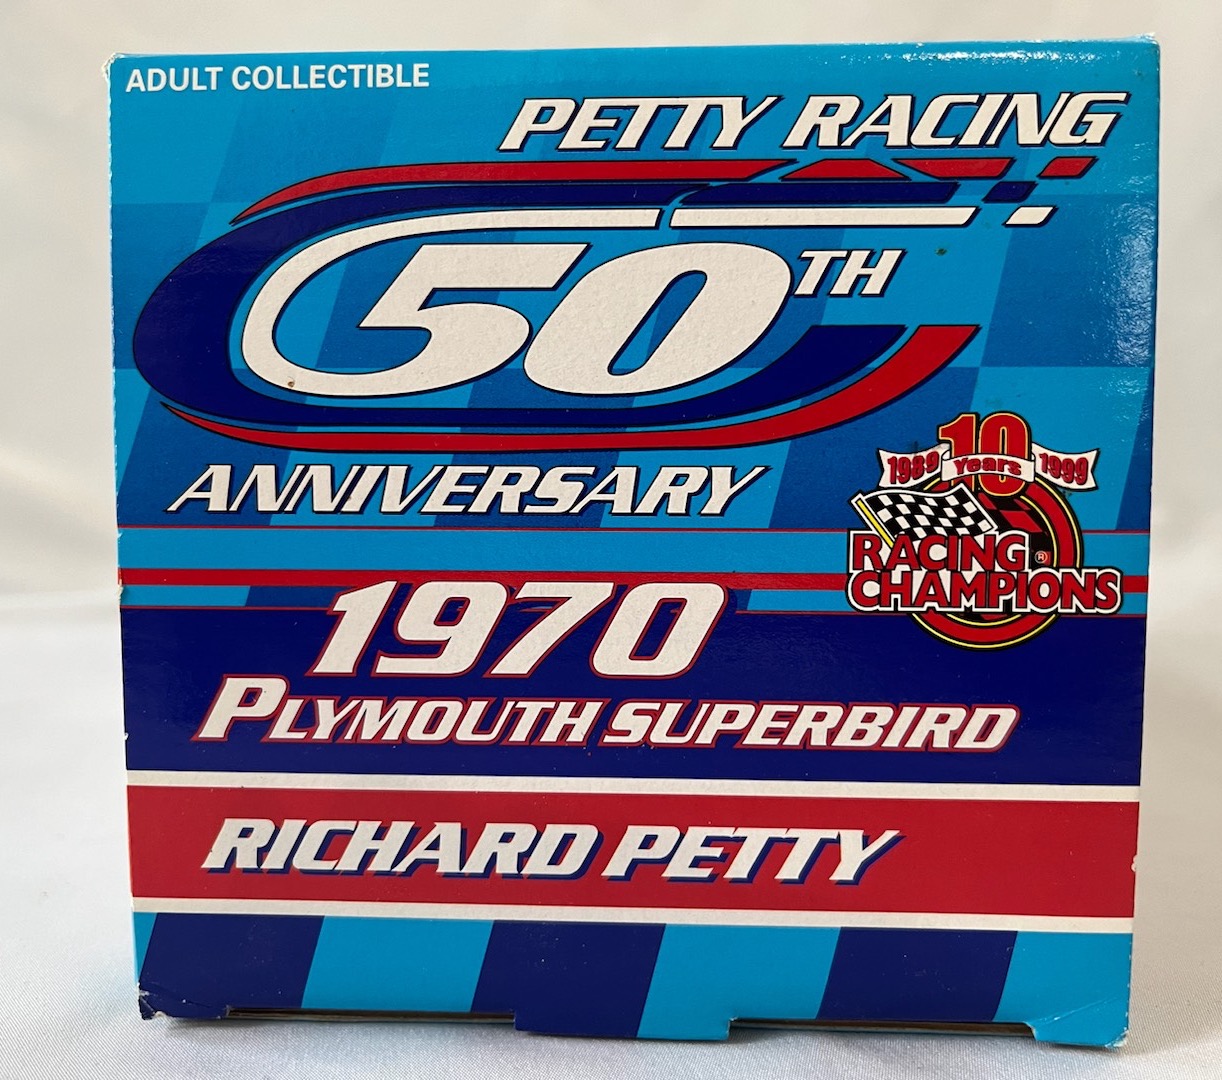 ADULT COLLECTIBLE
PETTY RACING
50TH
ANNIVERSARY
10
1989 Years 1999
RACING ®
CHAMPIONS
1970
PLYMOUTH SUPERBIRD
RICHARD PETTY